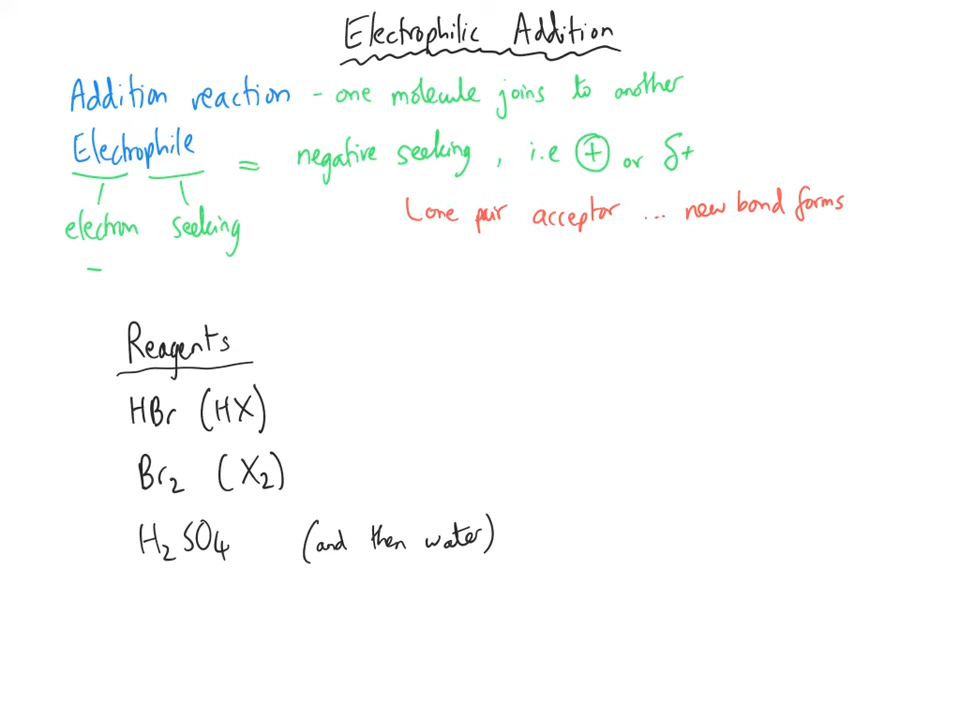 Electrophilic Addition
Addition reaction - one molecule joins to another
Electrophile = negative seeking, i.e ⊕ or δ+
Lone pair acceptor ... new bond forms
electron seeking
−
Reagents
HBr (HX)
Br₂ (X₂)
H₂SO₄ (and then water)